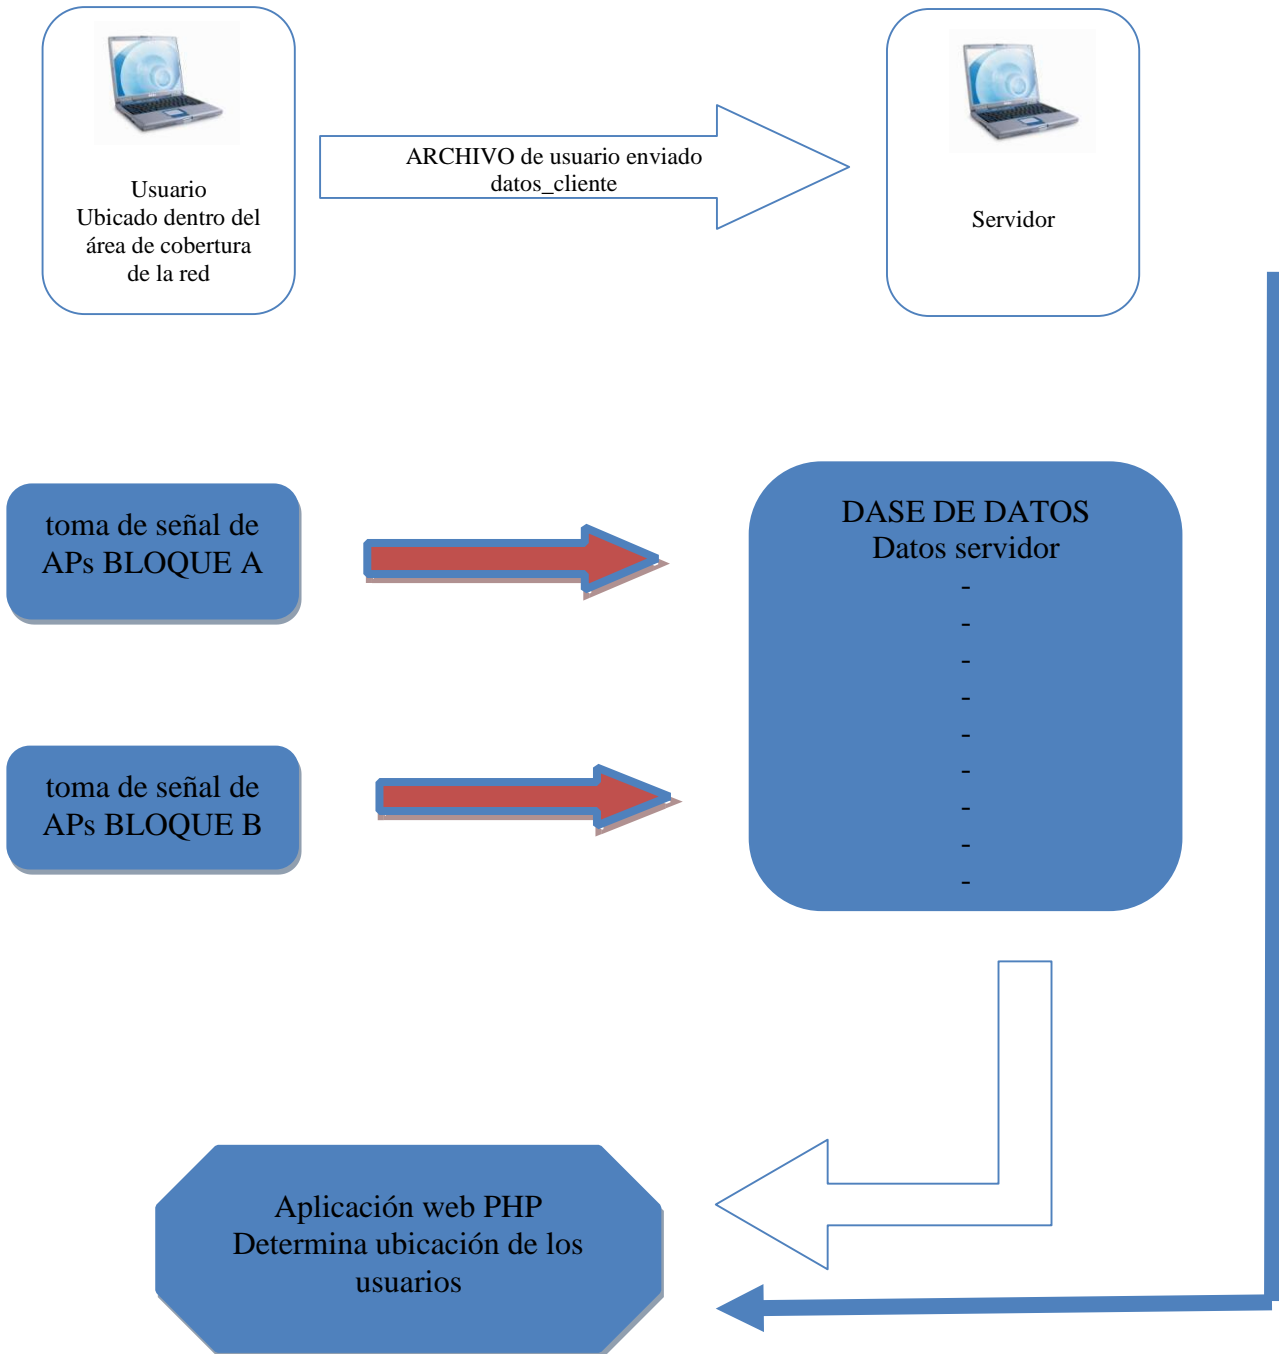 Usuario
Ubicado dentro del
área de cobertura
de la red
ARCHIVO de usuario enviado
datos_cliente
Servidor
toma de señal de
APs BLOQUE A
DASE DE DATOS
Datos servidor
-
-
-
-
-
-
-
-
-
toma de señal de
APs BLOQUE B
Aplicación web PHP
Determina ubicación de los
usuarios